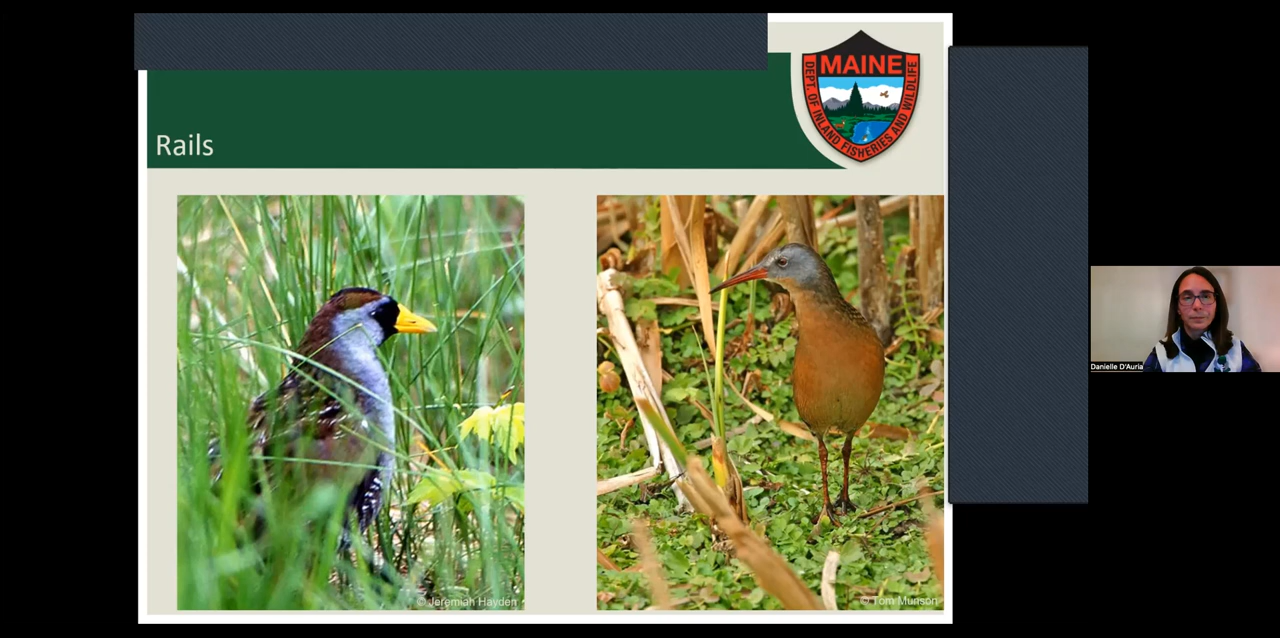 MAINE
DEPT. OF INLAND FISHERIES AND WILDLIFE
Rails
© Jeremiah Hayden
© Tom Munson
Danielle D'Auria